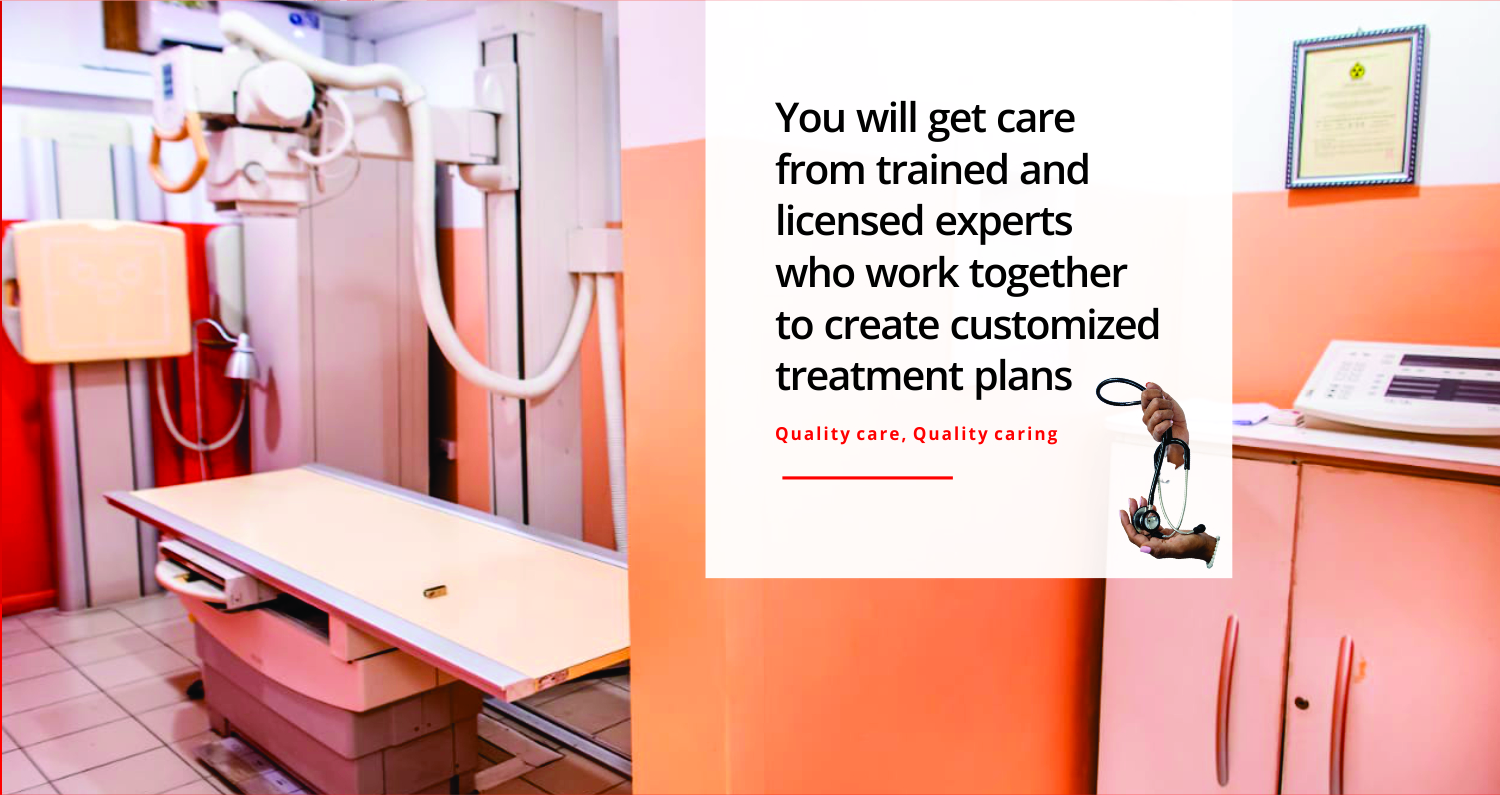 You will get care
from trained and
licensed experts
who work together
to create customized
treatment plans
Quality care, Quality caring